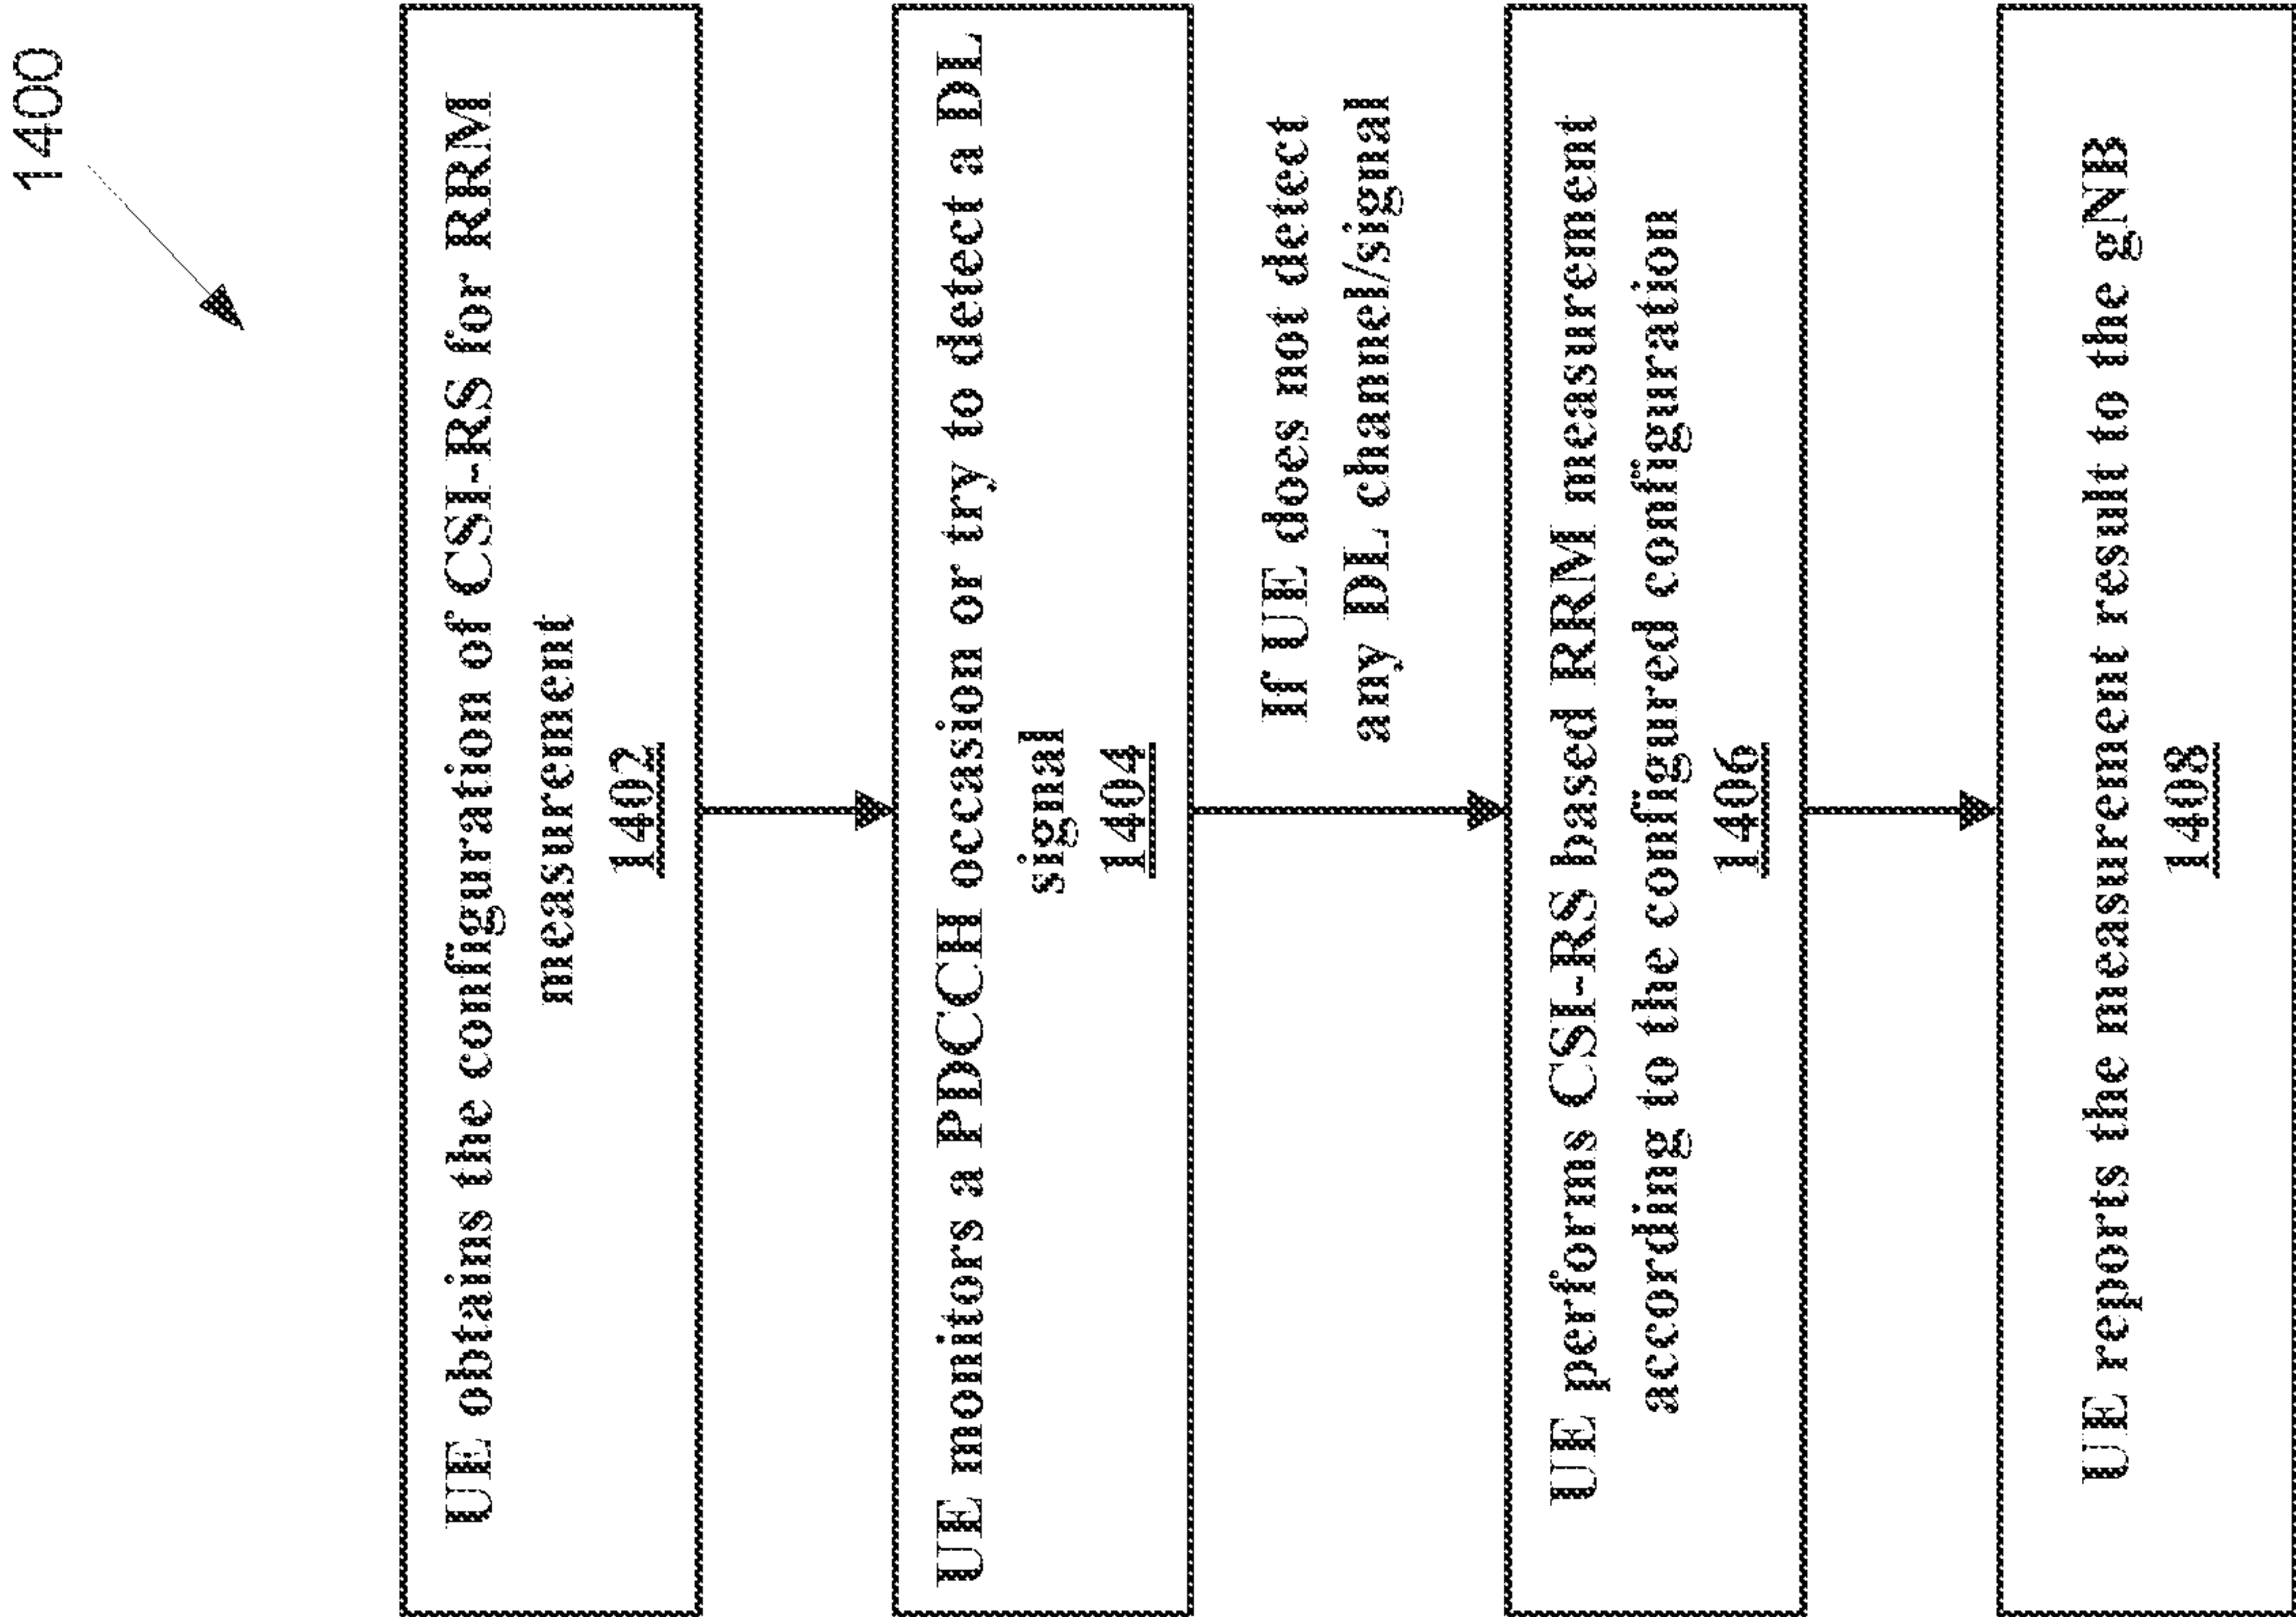 1400
UE obtains the configuration of CSI-RS for RRM
measurement
1402
UE monitors a PDCCH occasion or try to detect a DL
signal
1404
If UE does not detect
any DL channel/signal
UE performs CSI-RS based RRM measurement
according to the configured configuration
1406
UE reports the measurement result to the gNB
1408